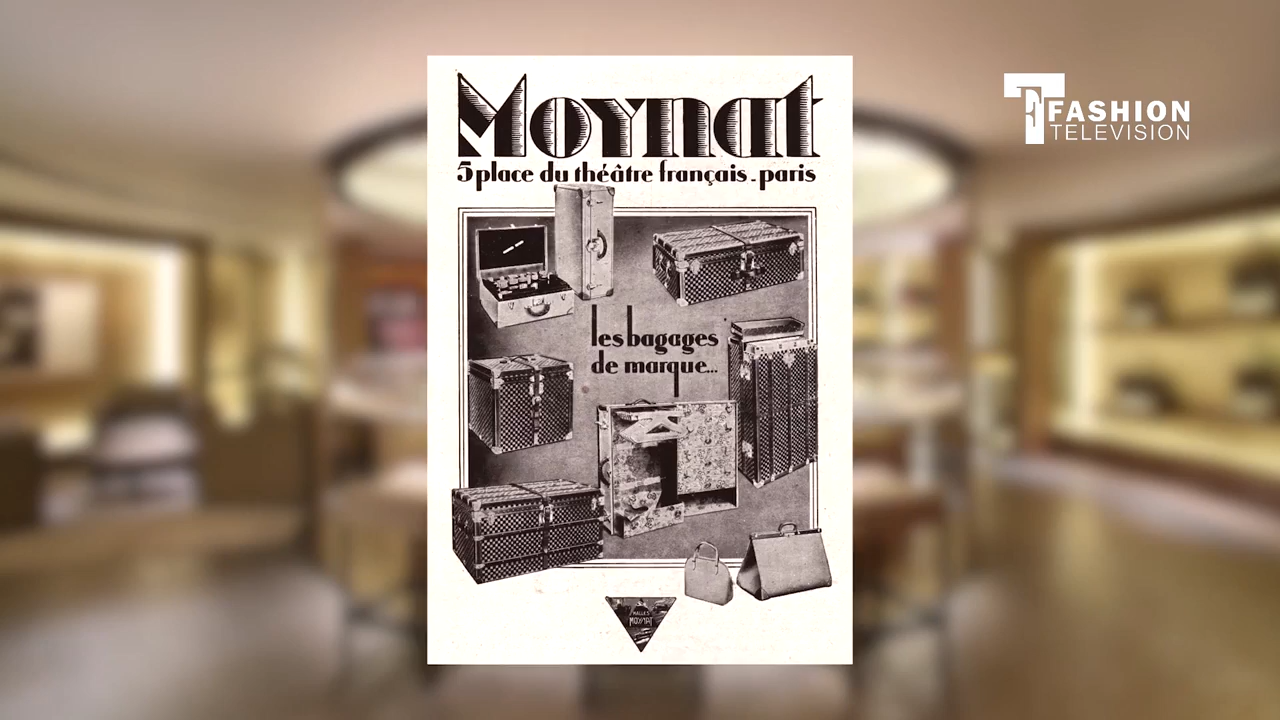 Moynat
5 place du théâtre français - paris
les bagages
de marque...
MALLES
MOYNAT
FASHION
TELEVISION